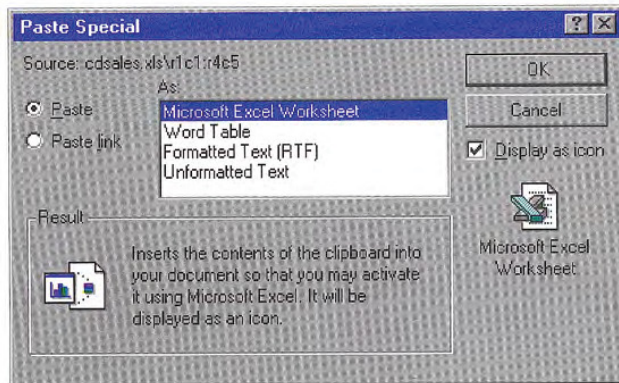 Paste Special
Source: cdsales.xls\r1c1:r4c5
As:
Paste
Paste link
Microsoft Excel Worksheet
Word Table
Formatted Text (RTF)
Unformatted Text
OK
Cancel
Display as icon
Microsoft Excel
Worksheet
Result
Inserts the contents of the clipboard into
your document so that you may activate
it using Microsoft Excel. It will be
displayed as an icon.